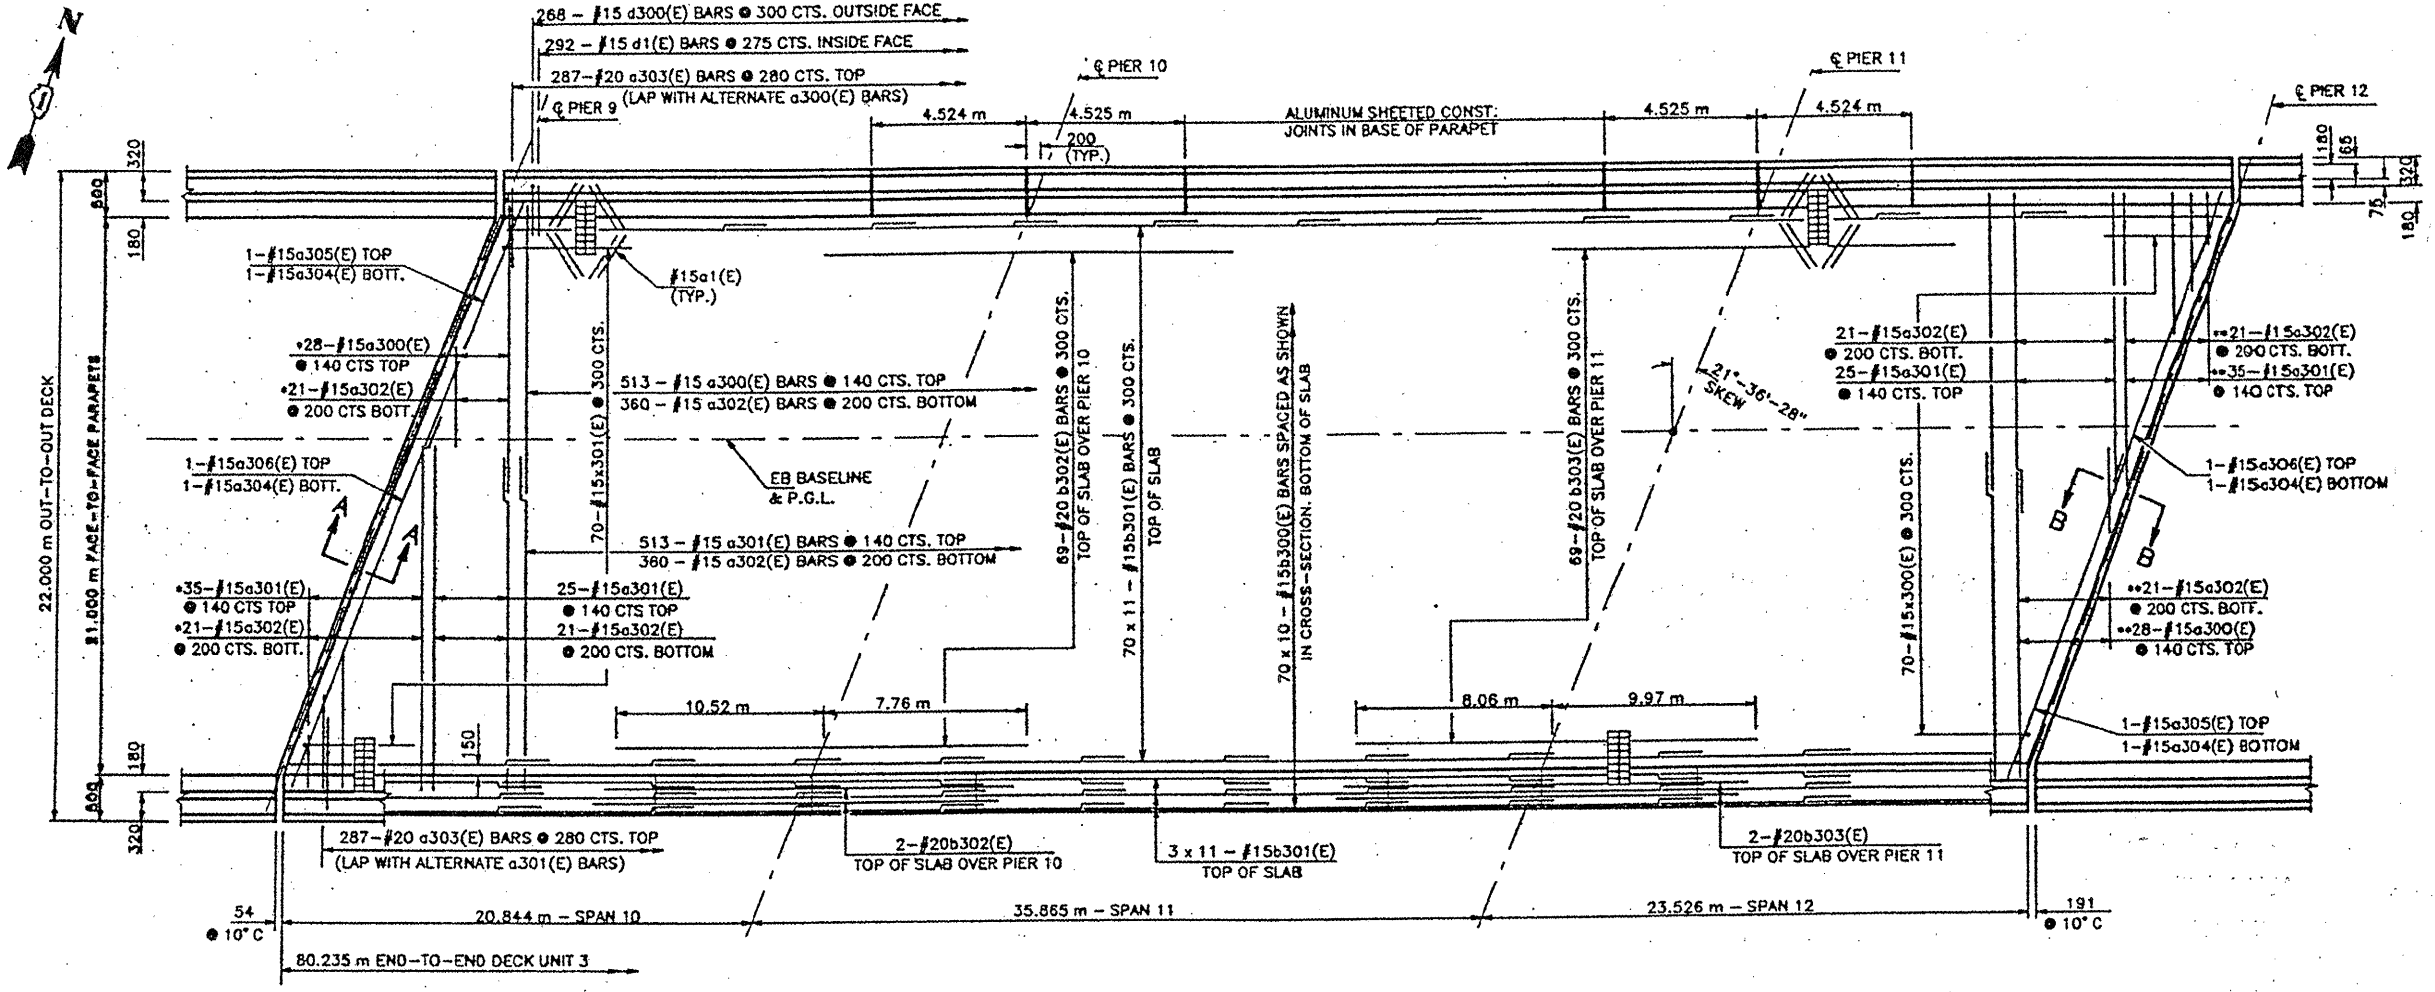 N
268 - #15 d300(E) BARS @ 300 CTS. OUTSIDE FACE
292 - #15 d1(E) BARS @ 275 CTS. INSIDE FACE
287-#20 a303(E) BARS @ 280 CTS. TOP
(LAP WITH ALTERNATE a300(E) BARS)
℄ PIER 9
℄ PIER 10
℄ PIER 11
℄ PIER 12
4.524 m
4.525 m
200
(TYP.)
ALUMINUM SHEETED CONST:
JOINTS IN BASE OF PARAPET
4.525 m
4.524 m
320
500
180
180
65
320
75
180
22.000 m OUT-TO-OUT DECK
21.000 m FACE-TO-FACE PARAPETS
1-#15a305(E) TOP
1-#15a304(E) BOTT.
#15a1(E)
(TYP.)
*28-#15a300(E)
@ 140 CTS TOP
*21-#15a302(E)
@ 200 CTS BOTT.
513 - #15 a300(E) BARS @ 140 CTS. TOP
360 - #15 a302(E) BARS @ 200 CTS. BOTTOM
70-#15x301(E) @ 300 CTS.
69-#20 b302(E) BARS @ 300 CTS.
TOP OF SLAB OVER PIER 10
70 x 11 - #15b301(E) BARS @ 300 CTS.
TOP OF SLAB
70 x 10 - #15b300(E) BARS SPACED AS SHOWN
IN CROSS-SECTION. BOTTOM OF SLAB
69-#20 b303(E) BARS @ 300 CTS.
TOP OF SLAB OVER PIER 11
21°-36'-28"
SKEW
21-#15a302(E)
@ 200 CTS. BOTT.
25-#15a301(E)
@ 140 CTS. TOP
**21-#15a302(E)
@ 200 CTS. BOTT.
**35-#15a301(E)
@ 140 CTS. TOP
1-#15a306(E) TOP
1-#15a304(E) BOTT.
EB BASELINE
& P.G.L.
A
A
1-#15a306(E) TOP
1-#15a304(E) BOTTOM
B
B
70-#15x300(E) @ 300 CTS.
513 - #15 a301(E) BARS @ 140 CTS. TOP
360 - #15 a302(E) BARS @ 200 CTS. BOTTOM
*35-#15a301(E)
@ 140 CTS TOP
*21-#15a302(E)
@ 200 CTS. BOTT.
25-#15a301(E)
@ 140 CTS TOP
21-#15a302(E)
@ 200 CTS. BOTTOM
**21-#15a302(E)
@ 200 CTS. BOTT.
**28-#15a300(E)
@ 140 CTS. TOP
10.52 m
7.76 m
8.06 m
9.97 m
1-#15a305(E) TOP
1-#15a304(E) BOTTOM
150
180
500
320
287-#20 a303(E) BARS @ 280 CTS. TOP
(LAP WITH ALTERNATE a301(E) BARS)
2-#20b302(E)
TOP OF SLAB OVER PIER 10
3 x 11 - #15b301(E)
TOP OF SLAB
2-#20b303(E)
TOP OF SLAB OVER PIER 11
54
@ 10° C
20.844 m - SPAN 10
35.865 m - SPAN 11
23.526 m - SPAN 12
191
@ 10° C
80.235 m END-TO-END DECK UNIT 3